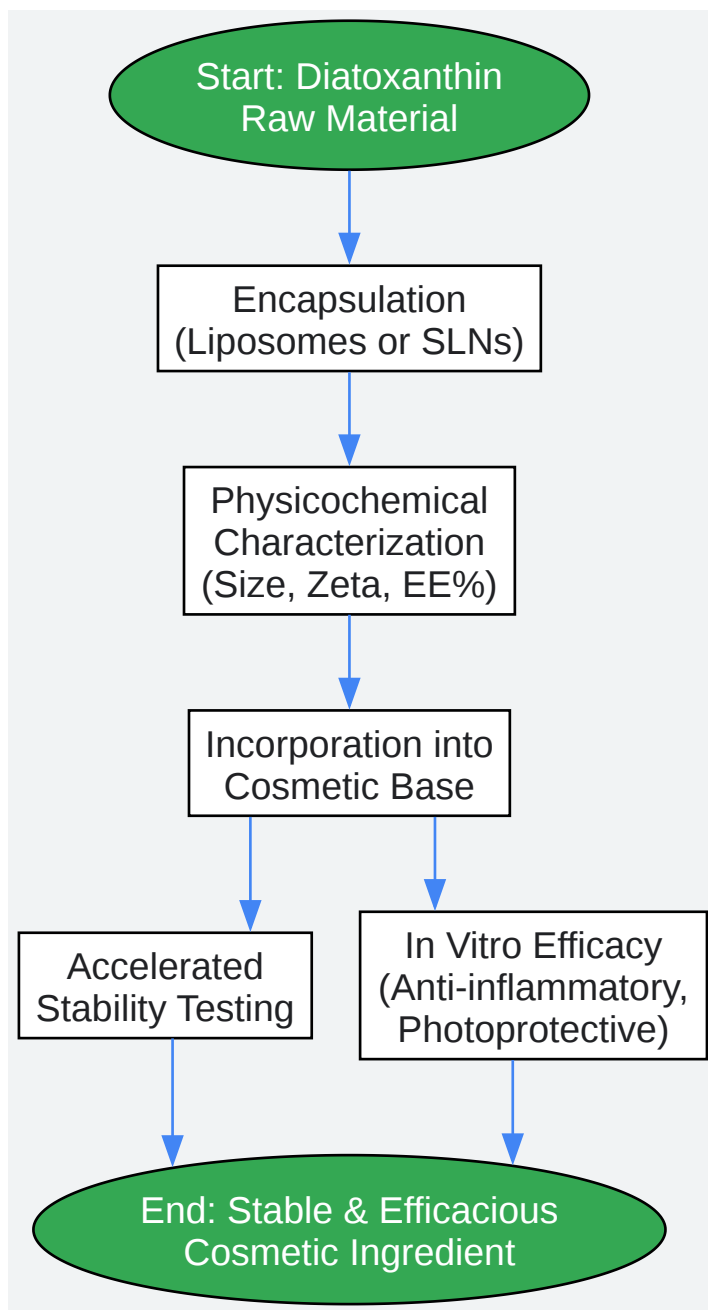 Start: Diatoxanthin
Raw Material
Encapsulation
(Liposomes or SLNs)
Physicochemical
Characterization
(Size, Zeta, EE%)
Incorporation into
Cosmetic Base
Accelerated
Stability Testing
In Vitro Efficacy
(Anti-inflammatory,
Photoprotective)
End: Stable & Efficacious
Cosmetic Ingredient